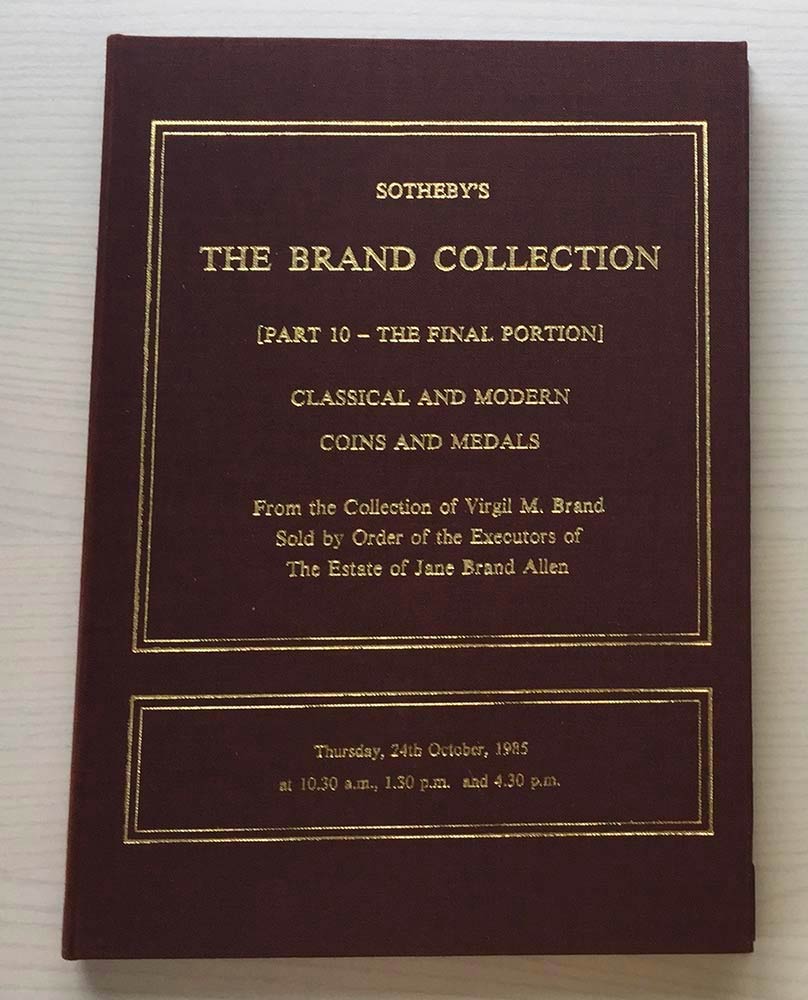 SOTHEBY'S
THE BRAND COLLECTION
[PART 10 – THE FINAL PORTION]
CLASSICAL AND MODERN
COINS AND MEDALS
From the Collection of Virgil M. Brand
Sold by Order of the Executors of
The Estate of Jane Brand Allen
Thursday, 24th October, 1985
at 10.30 a.m., 1.30 p.m. and 4.30 p.m.